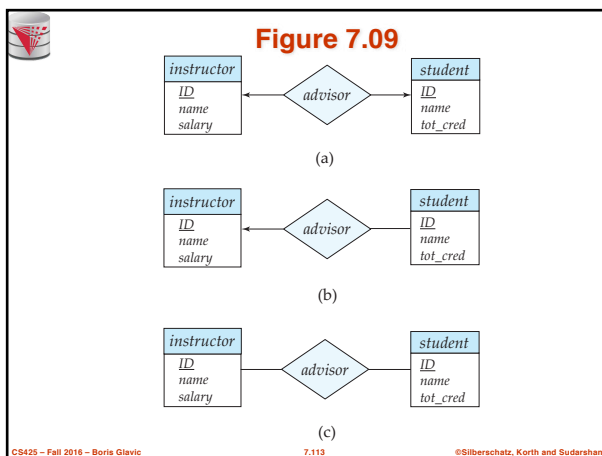 Figure 7.09
instructor
ID
name
salary
advisor
student
ID
name
tot_cred
(a)
instructor
ID
name
salary
advisor
student
ID
name
tot_cred
(b)
instructor
ID
name
salary
advisor
student
ID
name
tot_cred
(c)
CS425 – Fall 2016 – Boris Glavic 7.113 ©Silberschatz, Korth and Sudarshan